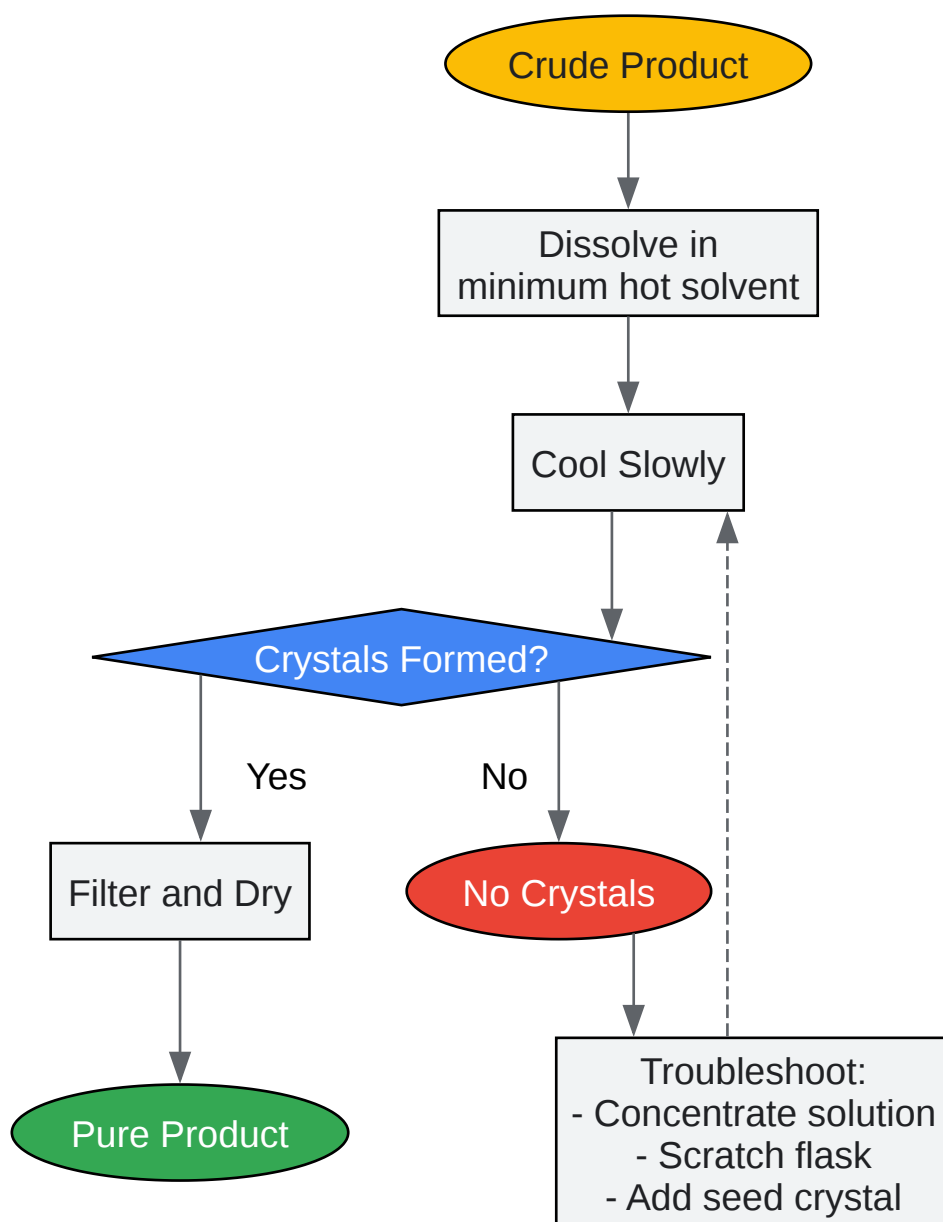 Crude Product
Dissolve in
minimum hot solvent
Cool Slowly
Crystals Formed?
Yes
No
Filter and Dry
No Crystals
Pure Product
Troubleshoot:
- Concentrate solution
- Scratch flask
- Add seed crystal